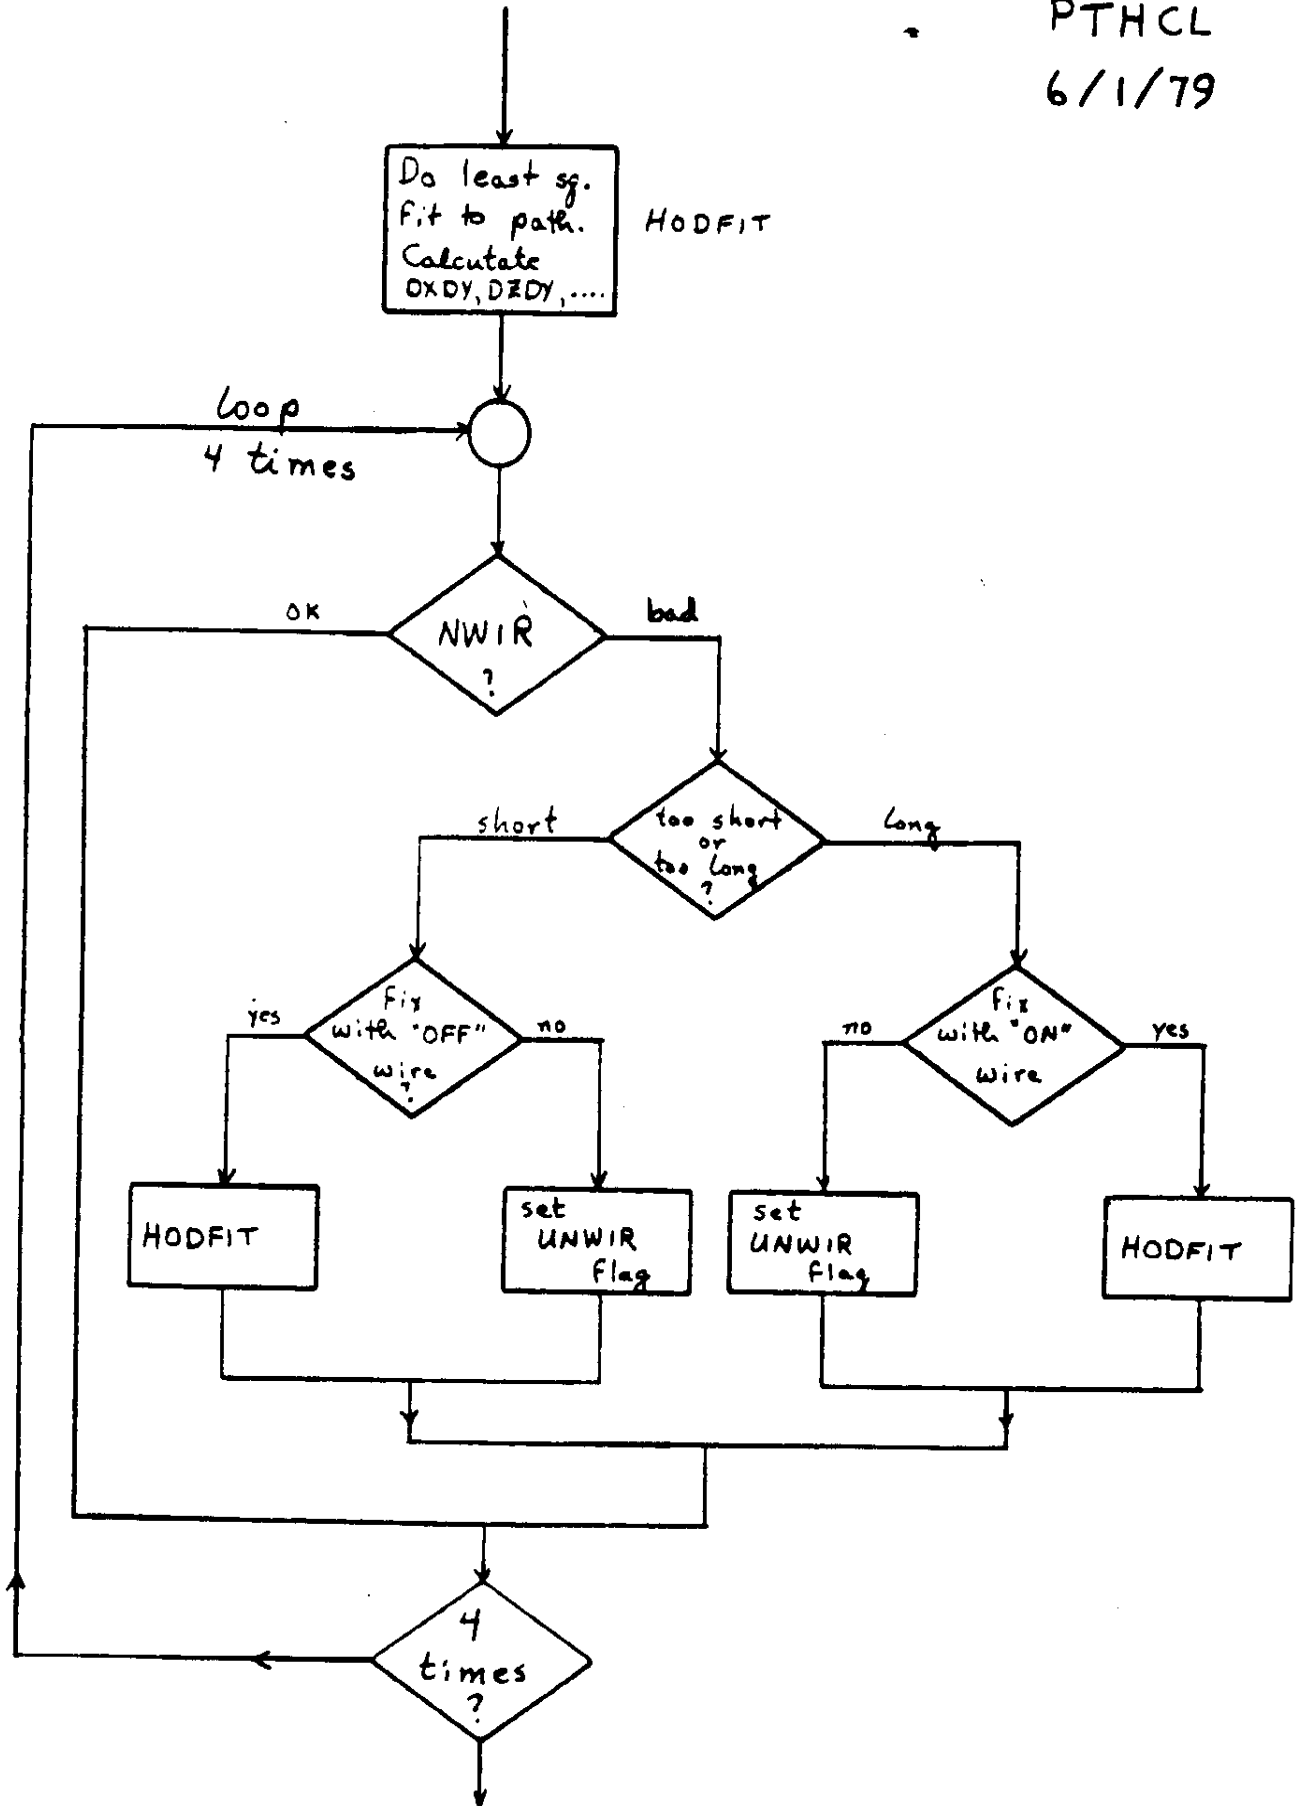 PTHCL
6/1/79
Do least sq.
fit to path.
Calcutate
DXDY, DZDY, ....
HODFIT
loop
4 times
OK
NWIR
?
bad
too short
or
too long
?
short
long
Fix
with "OFF"
wire
?
yes
no
Fix
with "ON"
wire
no
yes
HODFIT
set
UNWIR
flag
set
UNWIR
flag
HODFIT
4
times
?